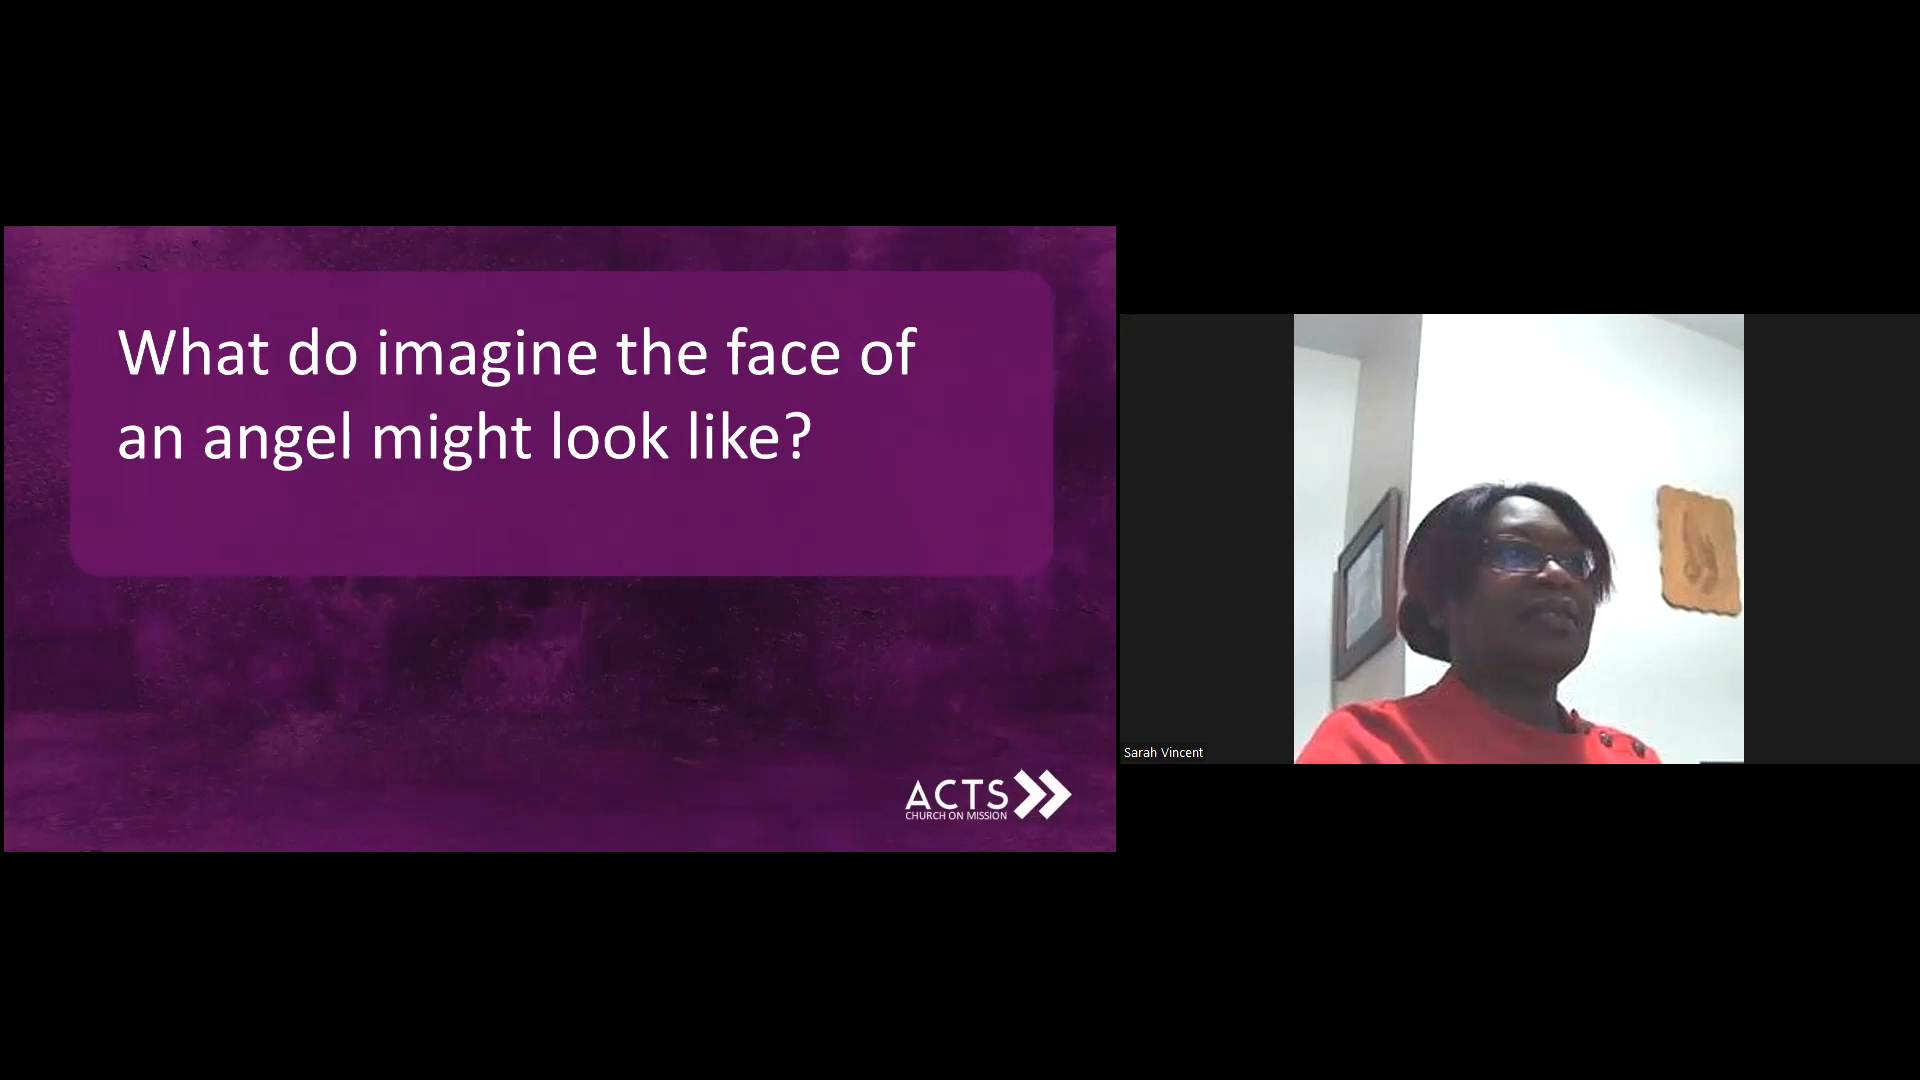 What do imagine the face of
an angel might look like?
ACTS
CHURCH ON MISSION
Sarah Vincent